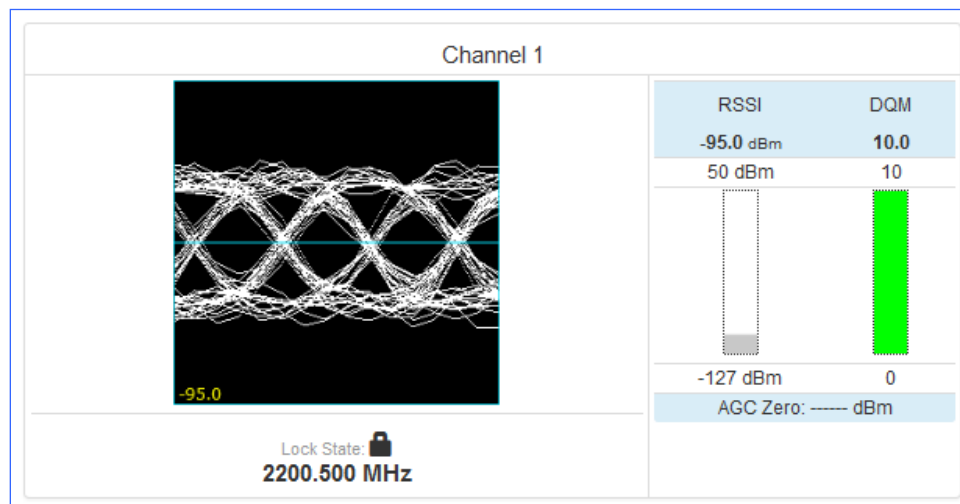 Channel 1
-95.0
Lock State:
2200.500 MHz
RSSI DQM
-95.0 dBm 10.0
50 dBm 10
-127 dBm 0
AGC Zero: ------ dBm